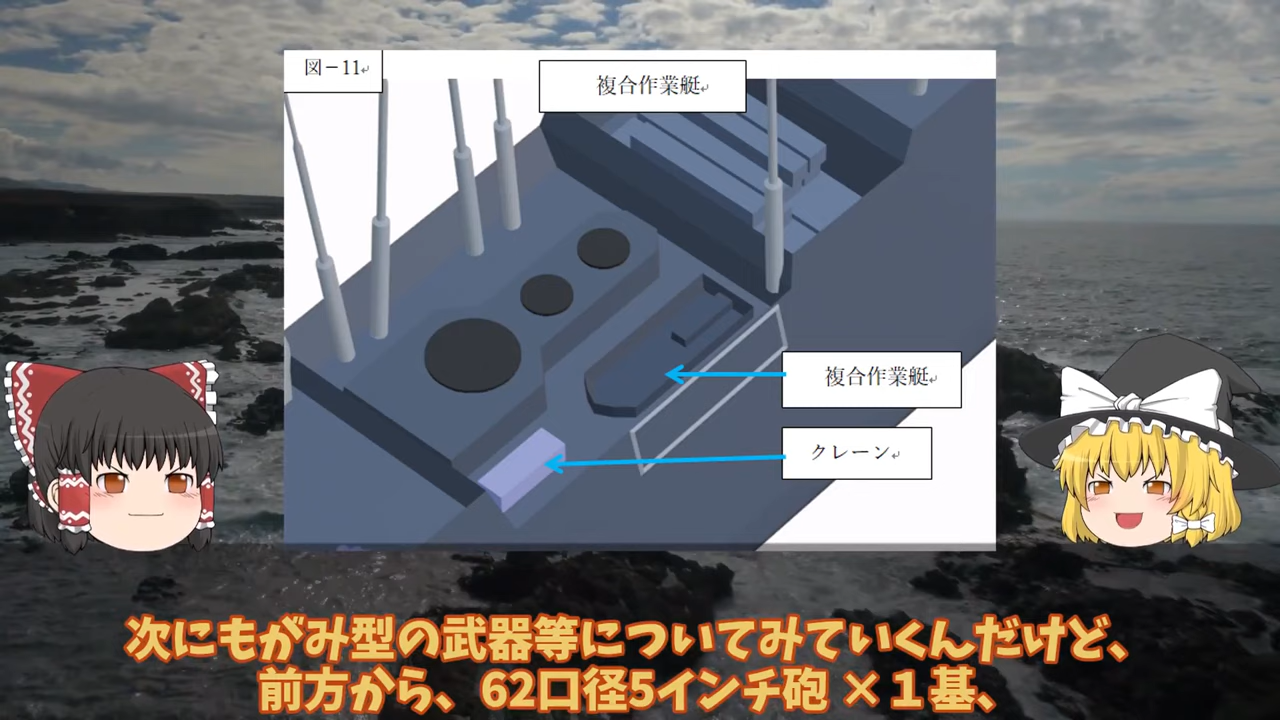 図－11
複合作業艇
複合作業艇
クレーン
次にもがみ型の武器等についてみていくんだけど、
前方から、62口径5インチ砲 ×１基、